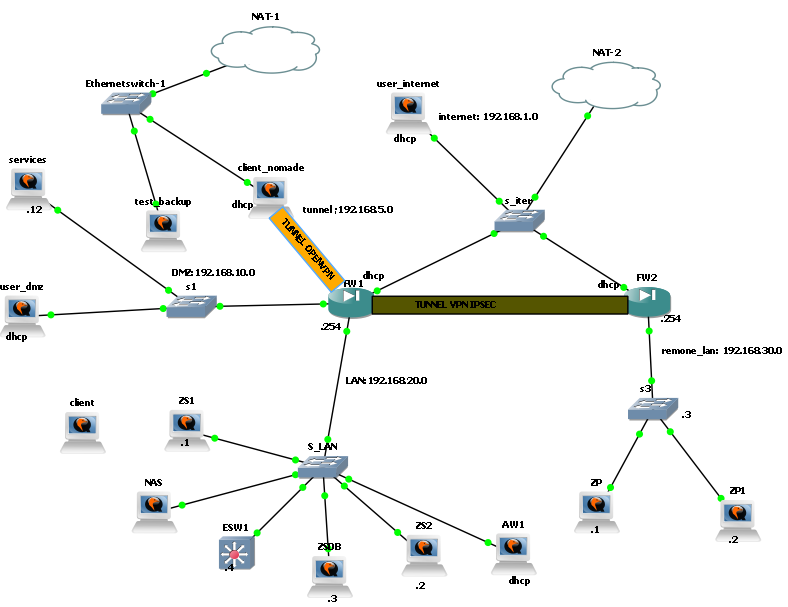 NAT-1
NAT-2
Ethernetswitch-1
user_internet
internet: 192.168.1.0
dhcp
services
client_nomade
.12
test_backup
dhcp
tunnel ;192.168.5.0
s_iter
TUNNEL OPENVPN
DMZ:192.168.10.0
dhcp
FW2
user_dmz
s1
FW1
dhcp
TUNNEL VPN IPSEC
dhcp
.254
.254
remone_lan: 192.168.30.0
LAN:192.168.20.0
s3
client
ZS1
.3
.1
S_LAN
NAS
ZP
ZP1
ESW1
ZS2
AW1
.1
ZSDB
.2
.4
.2
dhcp
.3